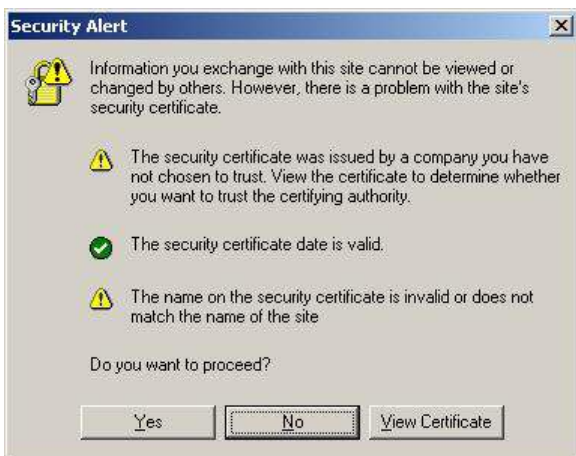 Security Alert
Information you exchange with this site cannot be viewed or
changed by others. However, there is a problem with the site's
security certificate.
The security certificate was issued by a company you have
not chosen to trust. View the certificate to determine whether
you want to trust the certifying authority.
The security certificate date is valid.
The name on the security certificate is invalid or does not
match the name of the site
Do you want to proceed?
Yes No View Certificate